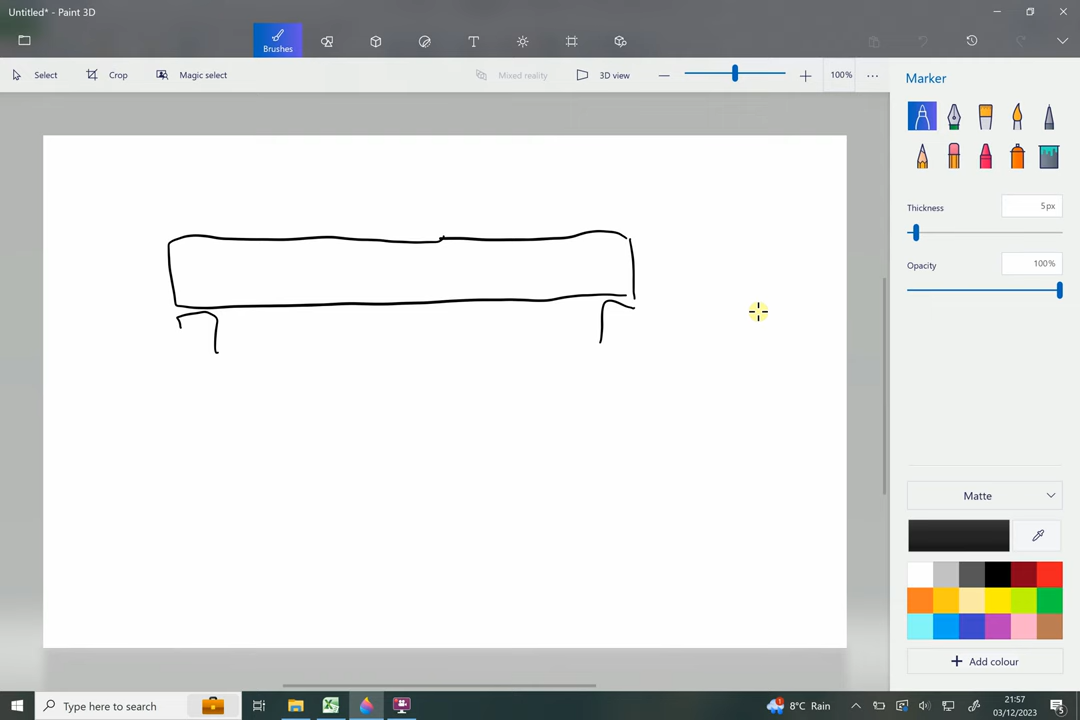 Untitled* - Paint 3D
Brushes
Select
Crop
Magic select
Mixed reality
3D view
100%
Marker
Thickness
5px
Opacity
100%
Matte
Add colour
Type here to search
8°C Rain
21:57
03/12/2023
5